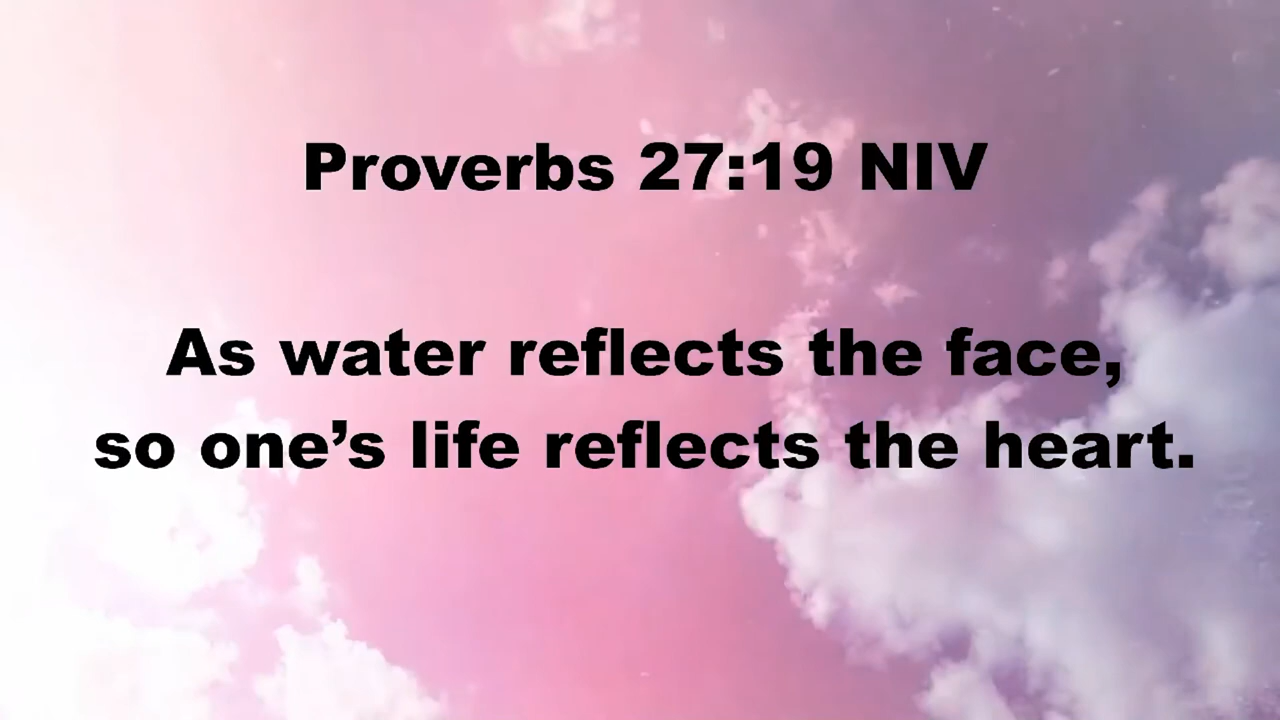 Proverbs 27:19 NIV
As water reflects the face,
so one’s life reflects the heart.